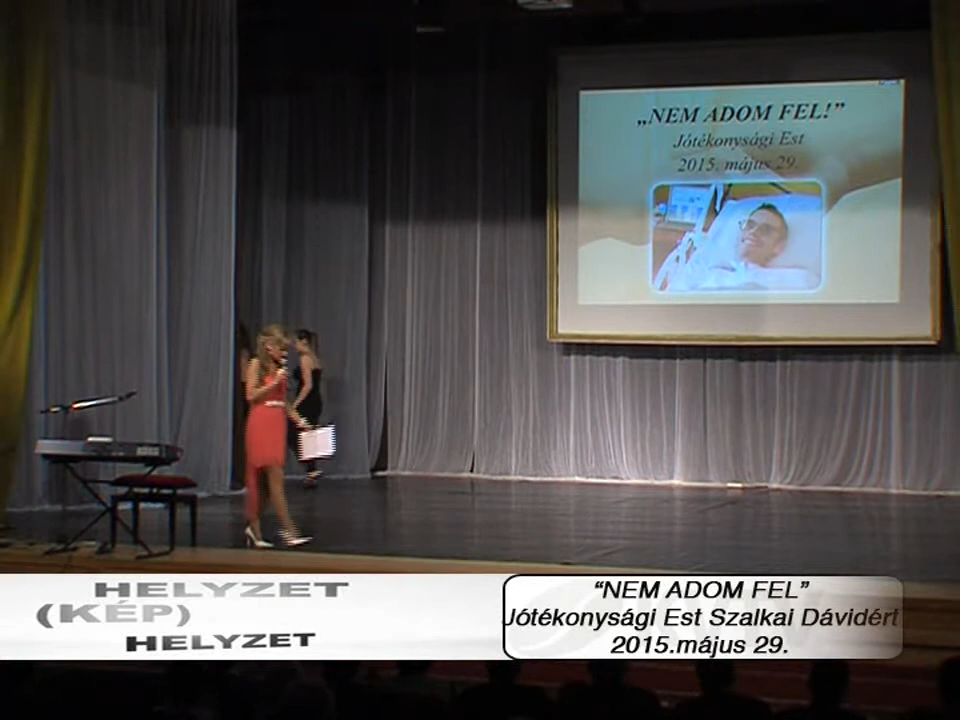 „NEM ADOM FEL!”
Jótékonysági Est
2015. május 29.
HELYZET
(KÉP)
HELYZET
“NEM ADOM FEL”
Jótékonysági Est Szalkai Dávidért
2015.május 29.